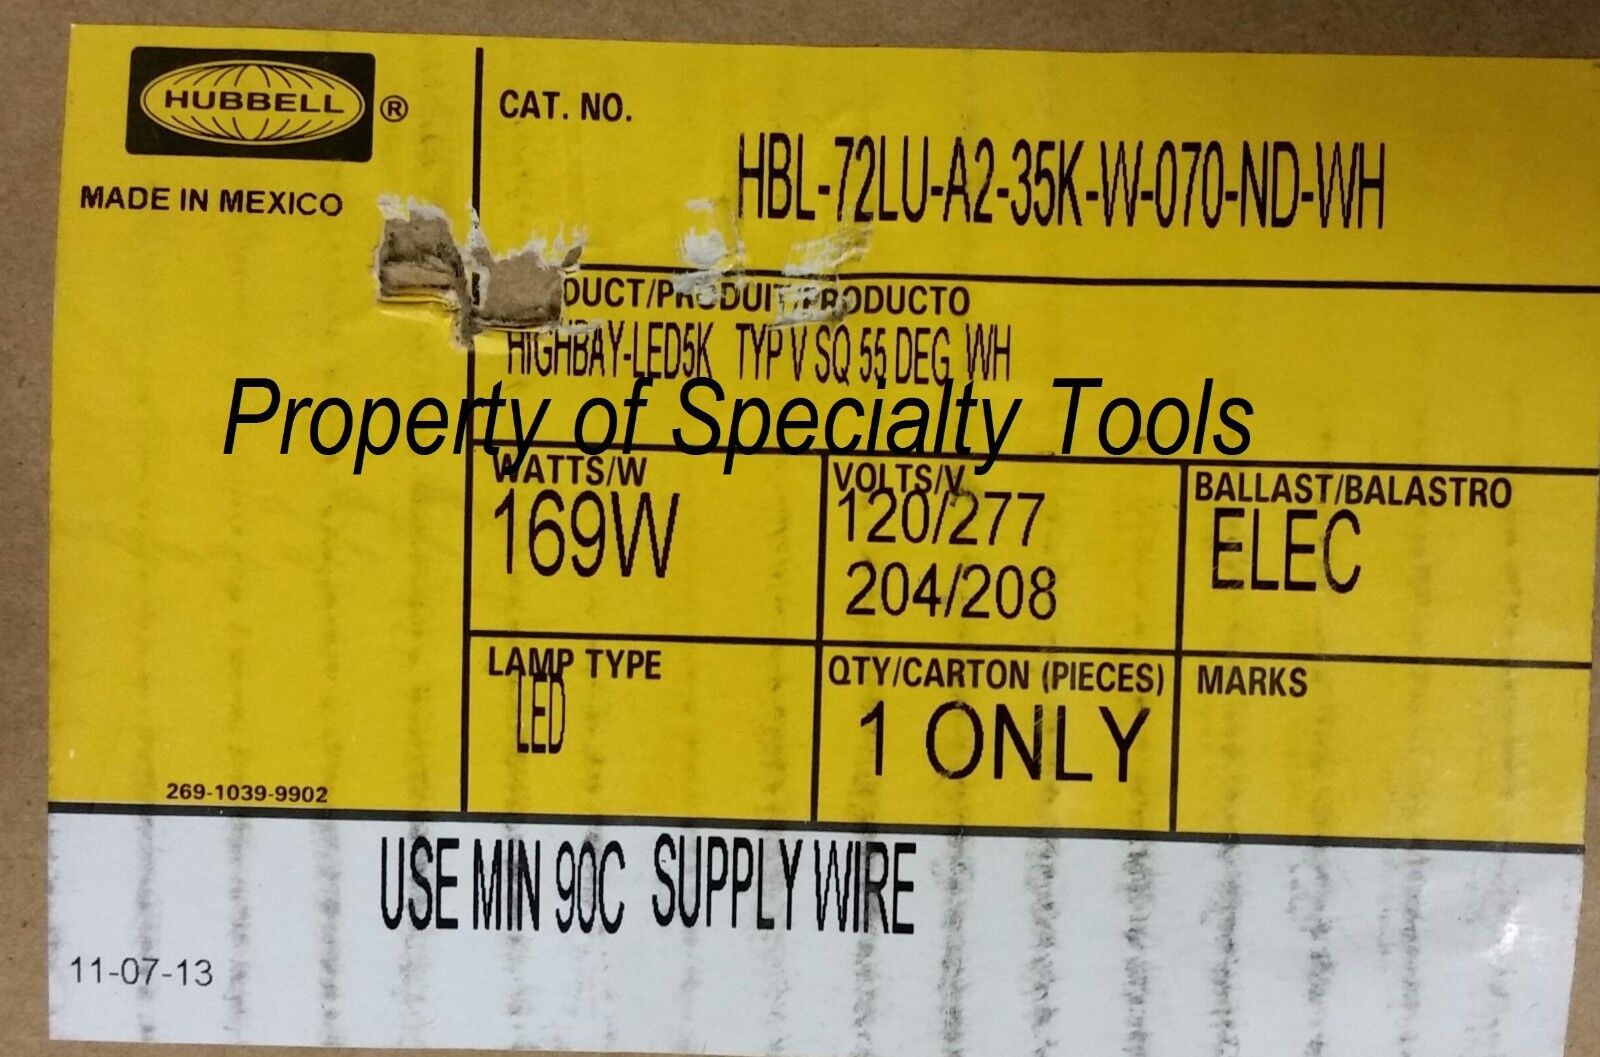 HUBBELL ®
MADE IN MEXICO
CAT. NO.
HBL-72LU-A2-35K-W-070-ND-WH
DUCT/PRODUIT/PRODUCTO
HIGHBAY-LED5K TYP V SQ 55 DEG WH
Property of Specialty Tools
WATTS/W
169W
VOLTS/V
120/277
204/208
BALLAST/BALASTRO
ELEC
LAMP TYPE
LED
QTY/CARTON (PIECES)
1 ONLY
MARKS
269-1039-9902
USE MIN 90C SUPPLY WIRE
11-07-13